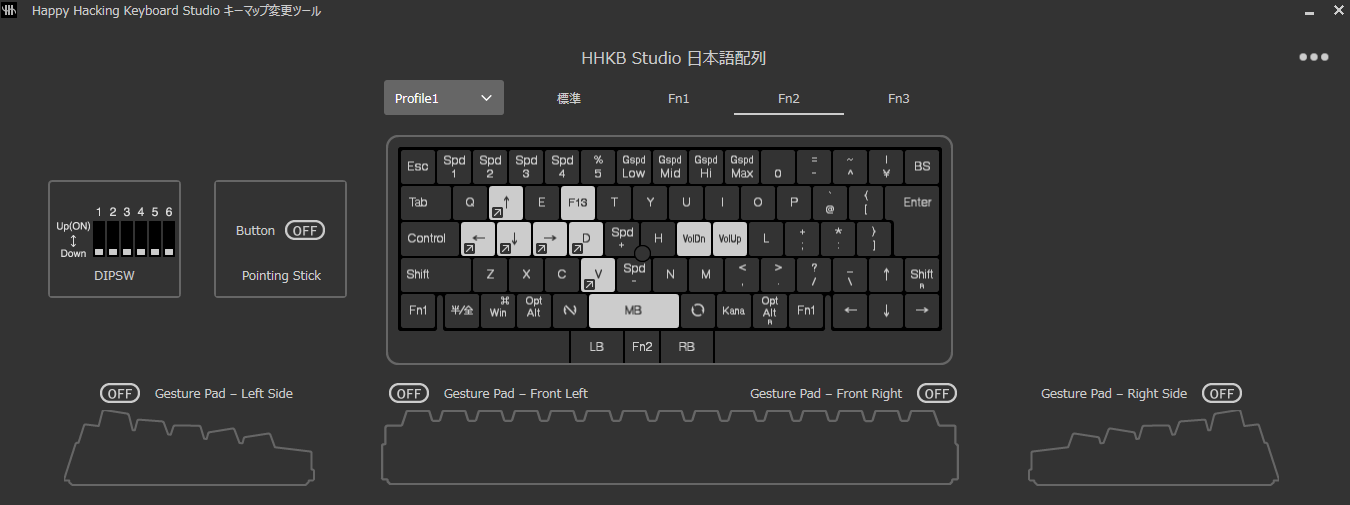 Happy Hacking Keyboard Studio キーマップ変更ツール
HHKB Studio 日本語配列
Profile1 標準 Fn1 Fn2 Fn3
Esc Spd 1 Spd 2 Spd 3 Spd 4 % 5 Gspd Low Gspd Mid Gspd Hi Gspd Max 0 = - ~ ^ | ¥ BS
Tab Q ↑ E F13 T Y U I O P ` @ { [ Enter
Control ← ↓ → D Spd + H VolDn VolUp L + ; * : } ]
Shift Z X C V Spd - N M < , > . ? / _ \ ↑ Shift R
Fn1 半/全 ⌘ Win Opt Alt MB Kana Opt Alt R Fn1 ← ↓ →
LB Fn2 RB
1 2 3 4 5 6
Up(ON)
↕
Down
DIPSW
Button OFF
Pointing Stick
OFF Gesture Pad – Left Side
OFF Gesture Pad – Front Left
Gesture Pad – Front Right OFF
Gesture Pad – Right Side OFF